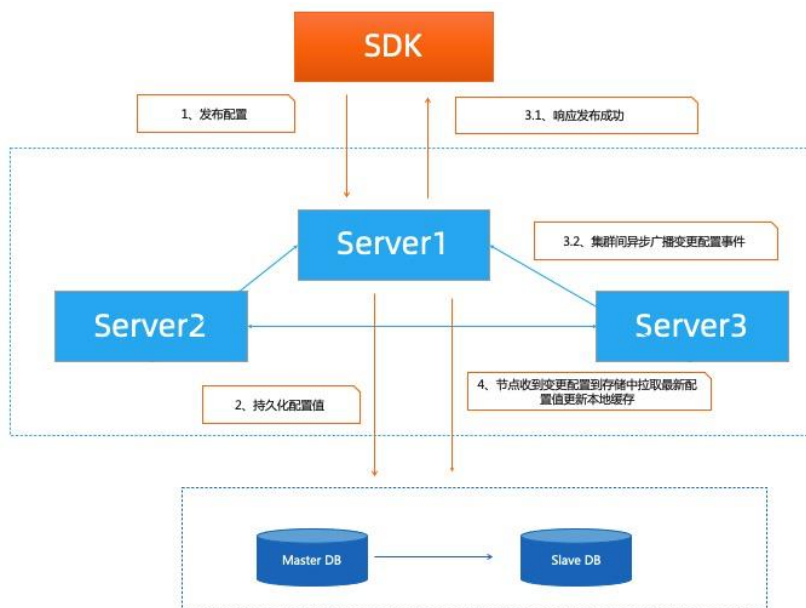 SDK
1、发布配置
3.1、响应发布成功
Server1
3.2、集群间异步广播变更配置事件
Server2
Server3
2、持久化配置值
4、节点收到变更配置到存储中拉取最新配
置值更新本地缓存
Master DB
Slave DB